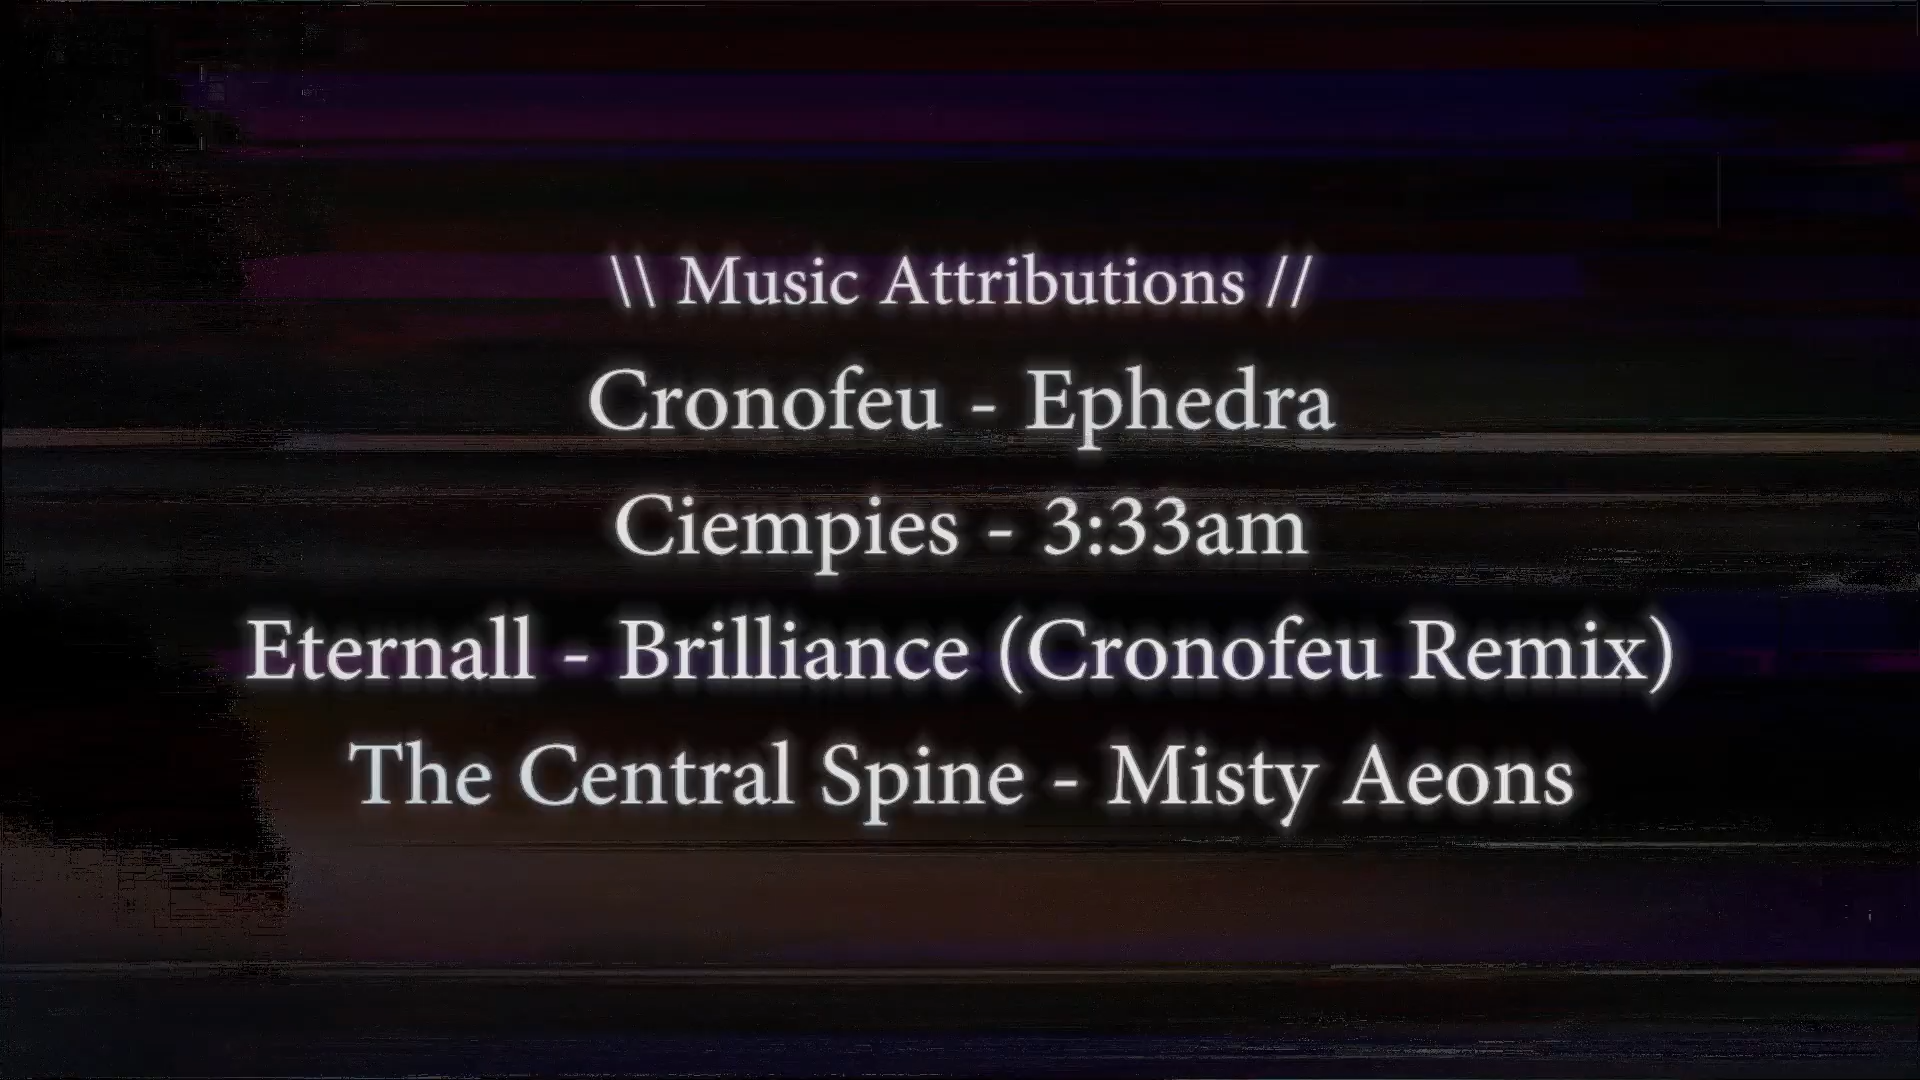 \\ Music Attributions //
Cronofeu - Ephedra
Ciempies - 3:33am
Eternall - Brilliance (Cronofeu Remix)
The Central Spine - Misty Aeons